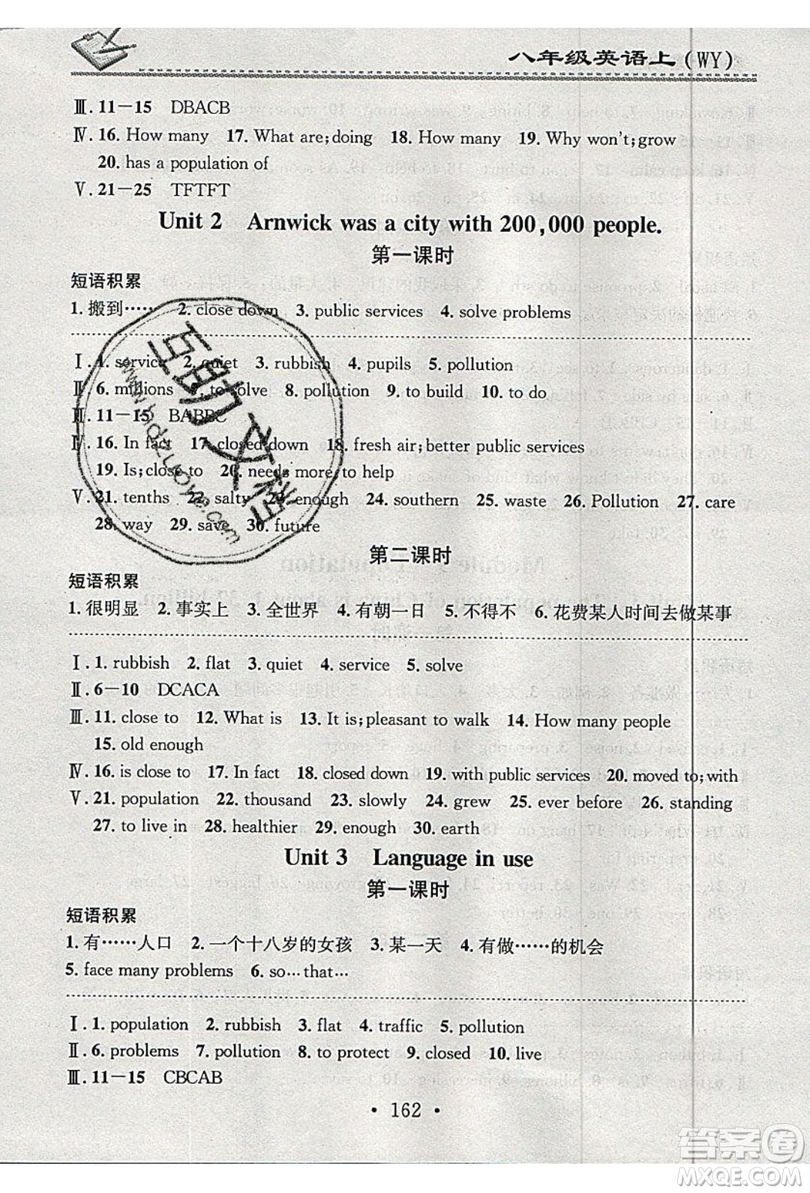 八年级英语上(WY)
Ⅲ. 11—15 DBACB
Ⅳ. 16. How many 17. What are;doing 18. How many 19. Why won't;grow
20. has a population of
Ⅴ. 21—25 TFTFT
Unit 2 Arnwick was a city with 200,000 people.
第一课时
短语积累
1. 搬到…… 2. close down 3. public services 4. solve problems
Ⅰ. 1. service 2. quiet 3. rubbish 4. pupils 5. pollution
Ⅱ. 6. millions 7. to solve 8. pollution 9. to build 10. to do
Ⅲ. 11—15 BABBC
Ⅳ. 16. In fact 17. closed down 18. fresh air;better public services
19. Is;close to 20. needs more;to help
Ⅴ. 21. tenths 22. salty 23. enough 24. southern 25. waste 26. Pollution 27. care
28. way 29. save 30. future
第二课时
短语积累
1. 很明显 2. 事实上 3. 全世界 4. 有朝一日 5. 不得不 6. 花费某人时间去做某事
Ⅰ. 1. rubbish 2. flat 3. quiet 4. service 5. solve
Ⅱ. 6—10 DCACA
Ⅲ. 11. close to 12. What is 13. It is;pleasant to walk 14. How many people
15. old enough
Ⅳ. 16. is close to 17. In fact 18. closed down 19. with public services 20. moved to;with
Ⅴ. 21. population 22. thousand 23. slowly 24. grew 25. ever before 26. standing
27. to live in 28. healthier 29. enough 30. earth
Unit 3 Language in use
第一课时
短语积累
1. 有……人口 2. 一个十八岁的女孩 3. 某一天 4. 有做……的机会
5. face many problems 6. so…that…
Ⅰ. 1. population 2. rubbish 3. flat 4. traffic 5. pollution
Ⅱ. 6. problems 7. pollution 8. to protect 9. closed 10. live
Ⅲ. 11—15 CBCAB
· 162 ·
互助文档
www.hdzuoye.com
答案卷
MXQE.COM